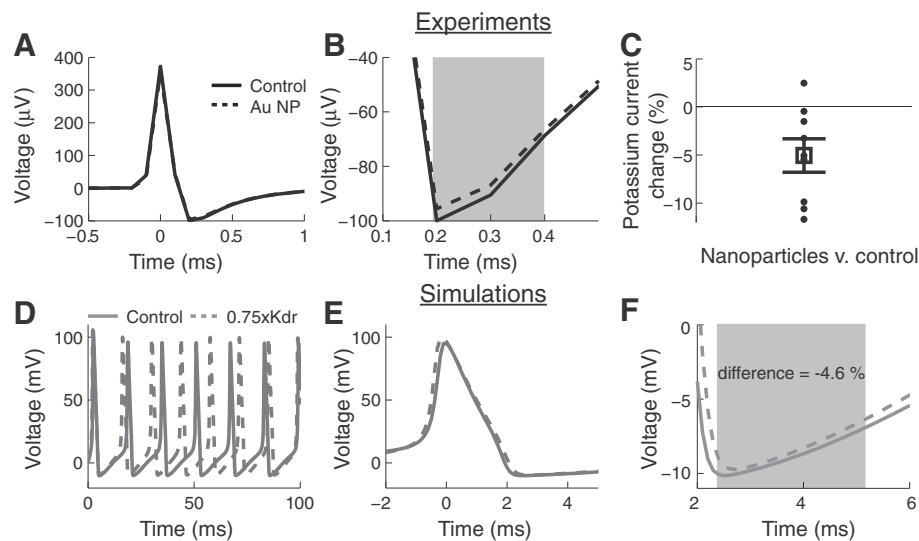 Experiments
A
B
C
Control
Au NP
Voltage (µV)
400
300
200
100
0
−100
−0.5
0
0.5
1
Time (ms)
Voltage (µV)
−40
−60
−80
−100
0.1
0.2
0.3
0.4
Time (ms)
Potassium current
change (%)
5
0
−5
−10
Nanoparticles v. control
Simulations
D
E
F
Control
0.75xKdr
Voltage (mV)
100
50
0
0
50
100
Time (ms)
Voltage (mV)
100
50
0
−2
0
2
4
Time (ms)
difference = -4.6 %
Voltage (mV)
0
−5
−10
2
4
6
Time (ms)